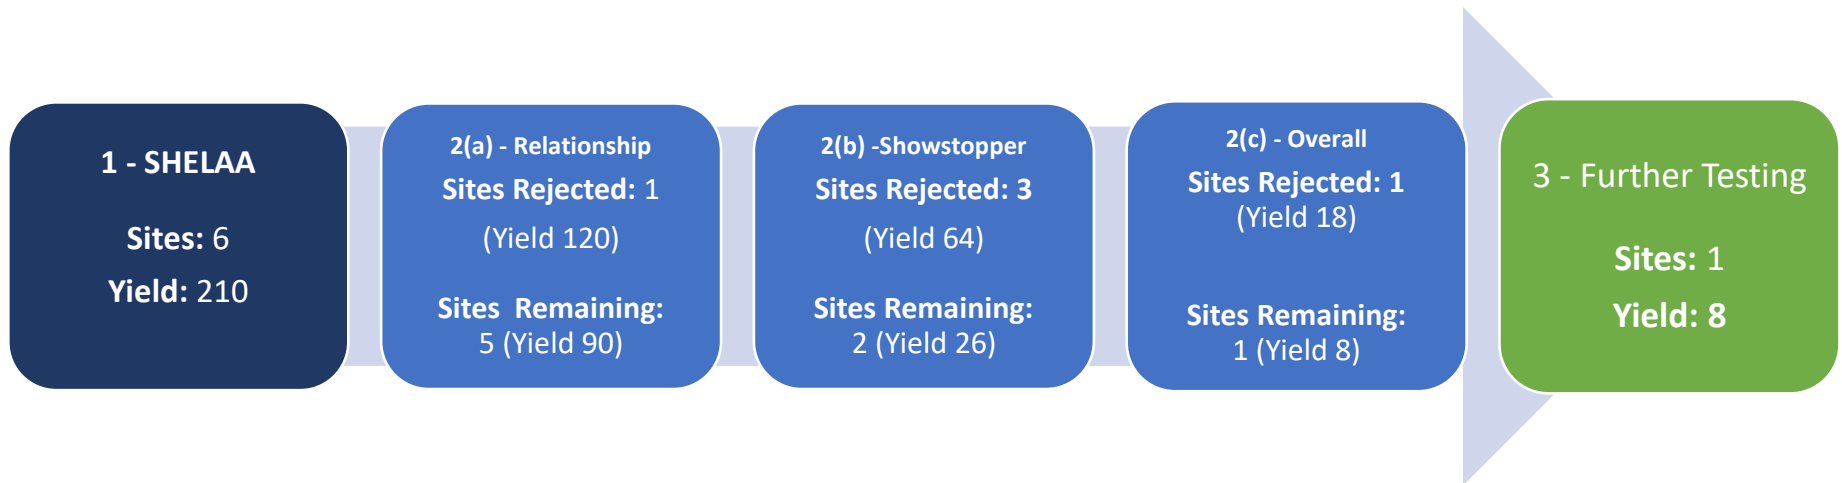 1 - SHELAA
Sites: 6
Yield: 210
2(a) - Relationship
Sites Rejected: 1
(Yield 120)
Sites Remaining:
5 (Yield 90)
2(b) -Showstopper
Sites Rejected: 3
(Yield 64)
Sites Remaining:
2 (Yield 26)
2(c) - Overall
Sites Rejected: 1
(Yield 18)
Sites Remaining:
1 (Yield 8)
3 - Further Testing
Sites: 1
Yield: 8